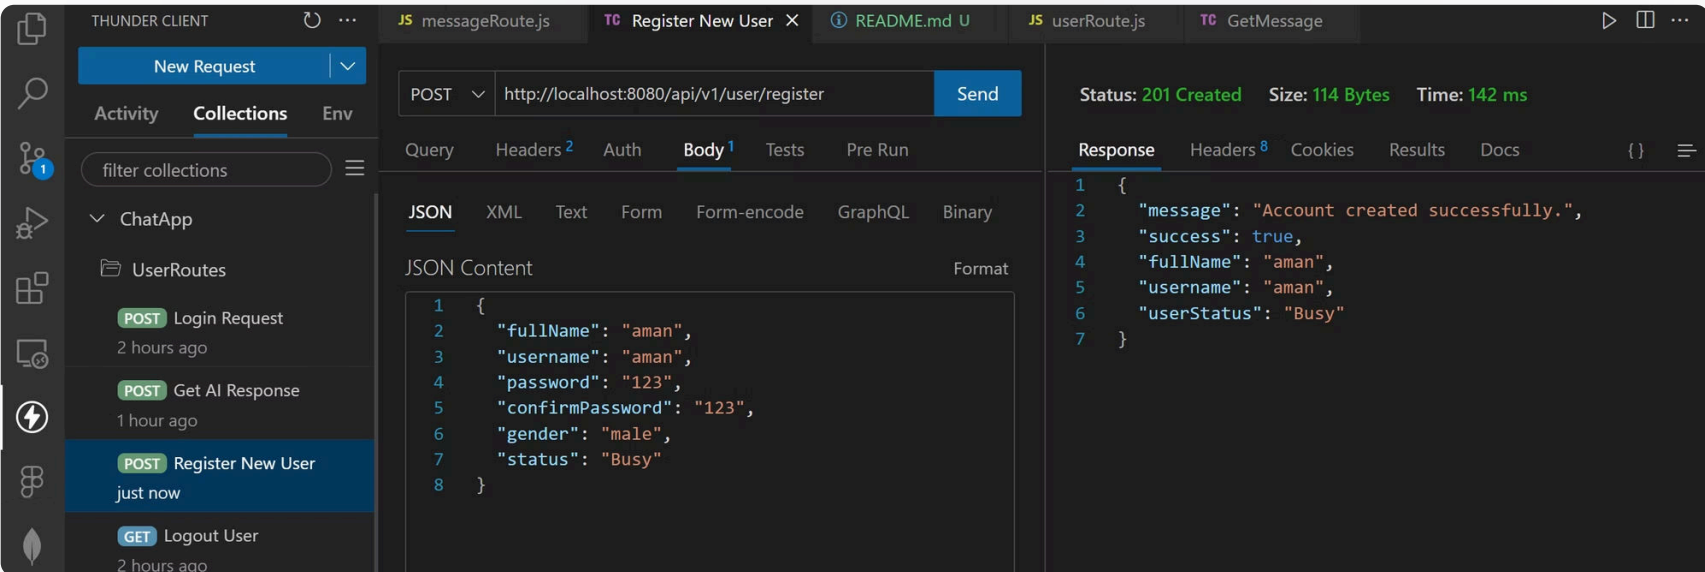 THUNDER CLIENT
JS messageRoute.js
TC Register New User
README.md U
JS userRoute.js
TC GetMessage
New Request
Activity Collections Env
filter collections
1
ChatApp
UserRoutes
POST Login Request
2 hours ago
POST Get AI Response
1 hour ago
POST Register New User
just now
GET Logout User
2 hours ago
POST http://localhost:8080/api/v1/user/register Send
Query Headers 2 Auth Body 1 Tests Pre Run
JSON XML Text Form Form-encode GraphQL Binary
JSON Content Format
1 {
2 "fullName": "aman",
3 "username": "aman",
4 "password": "123",
5 "confirmPassword": "123",
6 "gender": "male",
7 "status": "Busy"
8 }
Status: 201 Created Size: 114 Bytes Time: 142 ms
Response Headers 8 Cookies Results Docs { }
1 {
2 "message": "Account created successfully.",
3 "success": true,
4 "fullName": "aman",
5 "username": "aman",
6 "userStatus": "Busy"
7 }